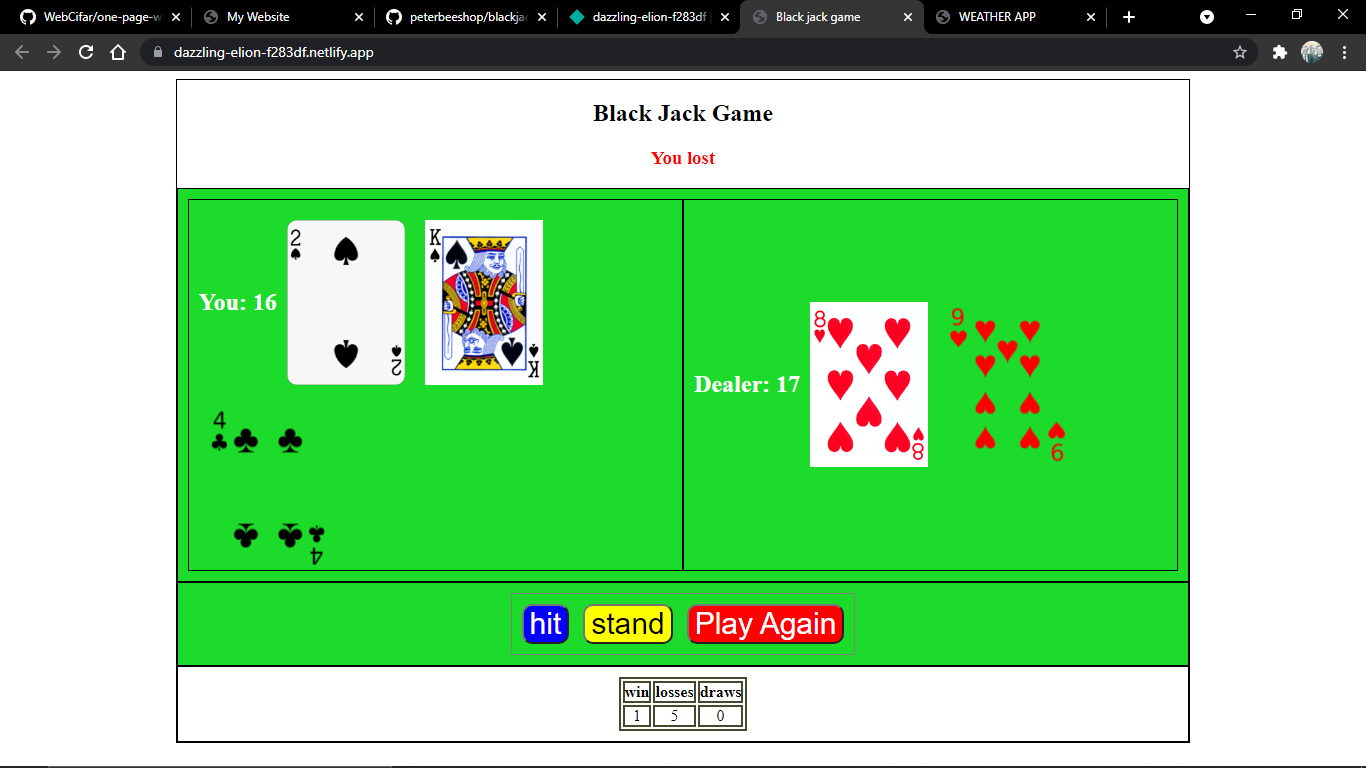 WebCifar/one-page-w
My Website
peterbeeshop/blackja
dazzling-elion-f283df
Black jack game
WEATHER APP
dazzling-elion-f283df.netlify.app
Black Jack Game
You lost
You: 16
2
2
K
K
4
4
Dealer: 17
8
8
9
9
hit stand Play Again
win losses draws
1 5 0